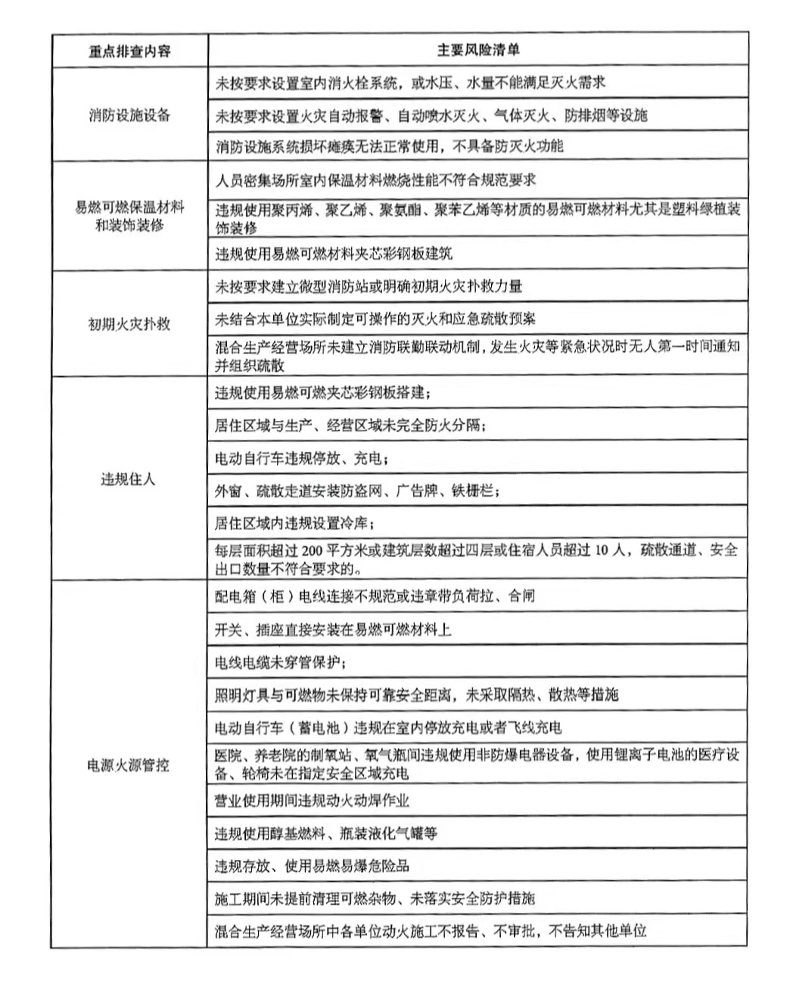 重点排查内容
主要风险清单
消防设施设备
未按要求设置室内消火栓系统，或水压、水量不能满足灭火需求
未按要求设置火灾自动报警、自动喷水灭火、气体灭火、防排烟等设施
消防设施系统损坏瘫痪无法正常使用，不具备防灭火功能
易燃可燃保温材料
和装饰装修
人员密集场所室内保温材料燃烧性能不符合规范要求
违规使用聚丙烯、聚乙烯、聚氨酯、聚苯乙烯等材质的易燃可燃材料尤其是塑料绿植装
饰装修
违规使用易燃可燃材料夹芯彩钢板建筑
初期火灾扑救
未按要求建立微型消防站或明确初期火灾扑救力量
未结合本单位实际制定可操作的灭火和应急疏散预案
混合生产经营场所未建立消防联勤联动机制，发生火灾等紧急状况时无人第一时间通知
并组织疏散
违规住人
违规使用易燃可燃夹芯彩钢板搭建；
居住区域与生产、经营区域未完全防火分隔；
电动自行车违规停放、充电；
外窗、疏散走道安装防盗网、广告牌、铁栅栏；
居住区域内违规设置冷库；
每层面积超过 200 平方米或建筑层数超过四层或住宿人员超过 10 人，疏散通道、安全
出口数量不符合要求的。
电源火源管控
配电箱（柜）电线连接不规范或违章带负荷拉、合闸
开关、插座直接安装在易燃可燃材料上
电线电缆未穿管保护；
照明灯具与可燃物未保持可靠安全距离，未采取隔热、散热等措施
电动自行车（蓄电池）违规在室内停放充电或者飞线充电
医院、养老院的制氧站、氧气瓶间违规使用非防爆电器设备，使用锂离子电池的医疗设
备、轮椅未在指定安全区域充电
营业使用期间违规动火动焊作业
违规使用醇基燃料、瓶装液化气罐等
违规存放、使用易燃易爆危险品
施工期间未提前清理可燃杂物、未落实安全防护措施
混合生产经营场所中各单位动火施工不报告、不审批，不告知其他单位